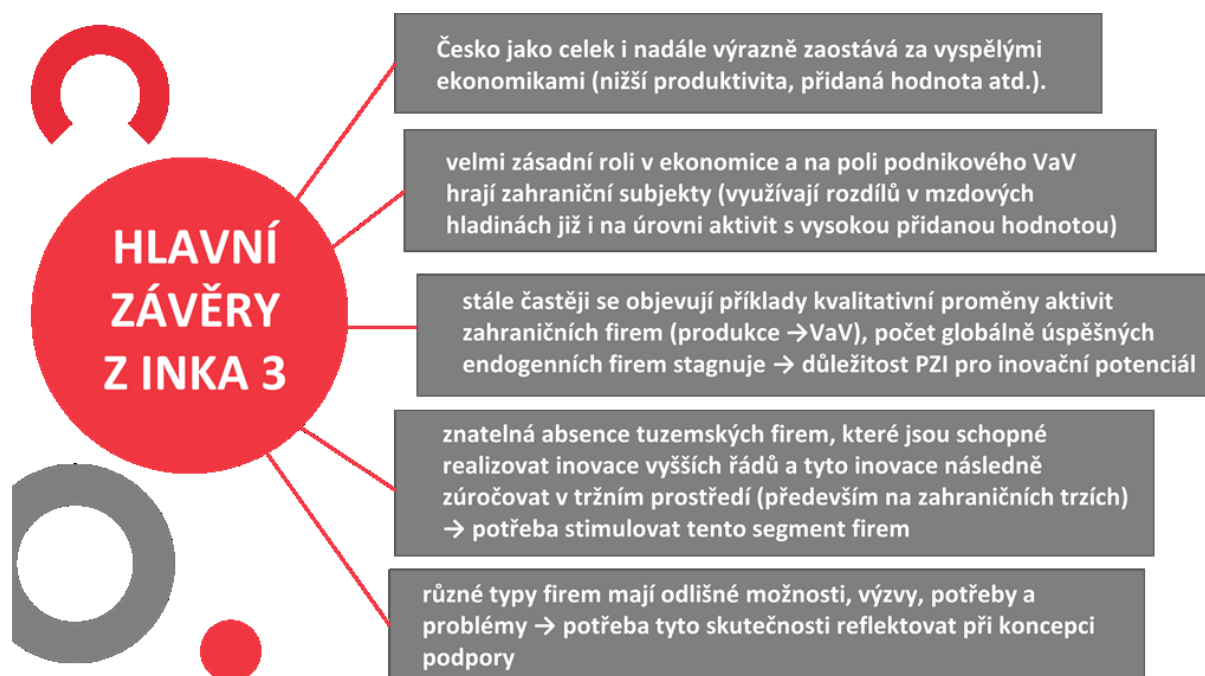 HLAVNÍ
ZÁVĚRY
Z INKA 3
Česko jako celek i nadále výrazně zaostává za vyspělými
ekonomikami (nižší produktivita, přidaná hodnota atd.).
velmi zásadní roli v ekonomice a na poli podnikového VaV
hrají zahraniční subjekty (využívají rozdílů v mzdových
hladinách již i na úrovni aktivit s vysokou přidanou hodnotou)
stále častěji se objevují příklady kvalitativní proměny aktivit
zahraničních firem (produkce →VaV), počet globálně úspěšných
endogenních firem stagnuje → důležitost PZI pro inovační potenciál
znatelná absence tuzemských firem, které jsou schopné
realizovat inovace vyšších řádů a tyto inovace následně
zúročovat v tržním prostředí (především na zahraničních trzích)
→ potřeba stimulovat tento segment firem
různé typy firem mají odlišné možnosti, výzvy, potřeby a
problémy → potřeba tyto skutečnosti reflektovat při koncepci
podpory